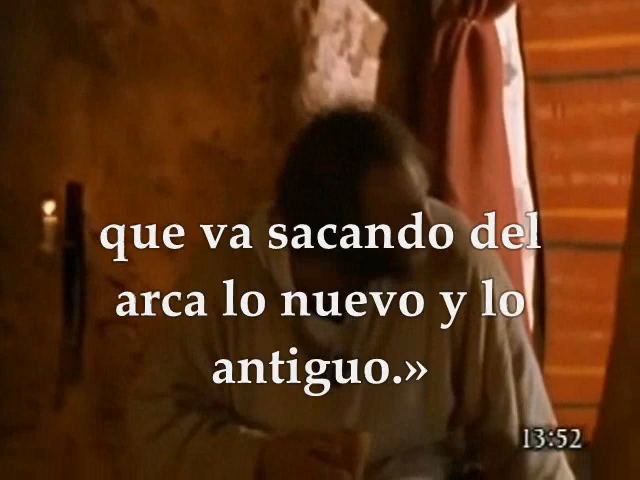 que va sacando del
arca lo nuevo y lo
antiguo.»
13:52